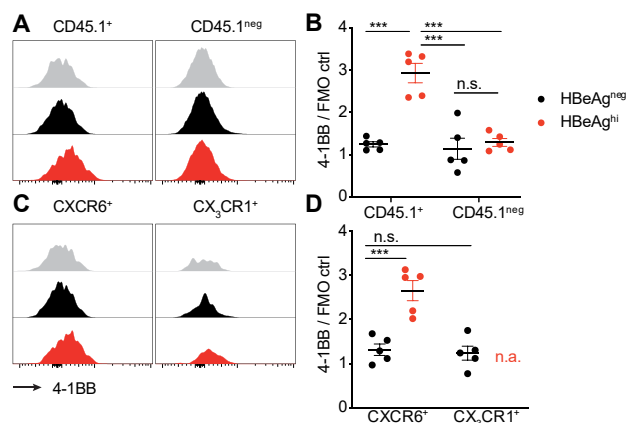 A
CD45.1⁺
CD45.1ⁿᵉᵍ
B
4-1BB / FMO ctrl
4
3
2
1
0
***
***
***
n.s.
CD45.1⁺
CD45.1ⁿᵉᵍ
HBeAgⁿᵉᵍ
HBeAgʰⁱ
C
CXCR6⁺
CX₃CR1⁺
4-1BB
D
4-1BB / FMO ctrl
4
3
2
1
0
n.s.
***
n.a.
CXCR6⁺
CX₃CR1⁺